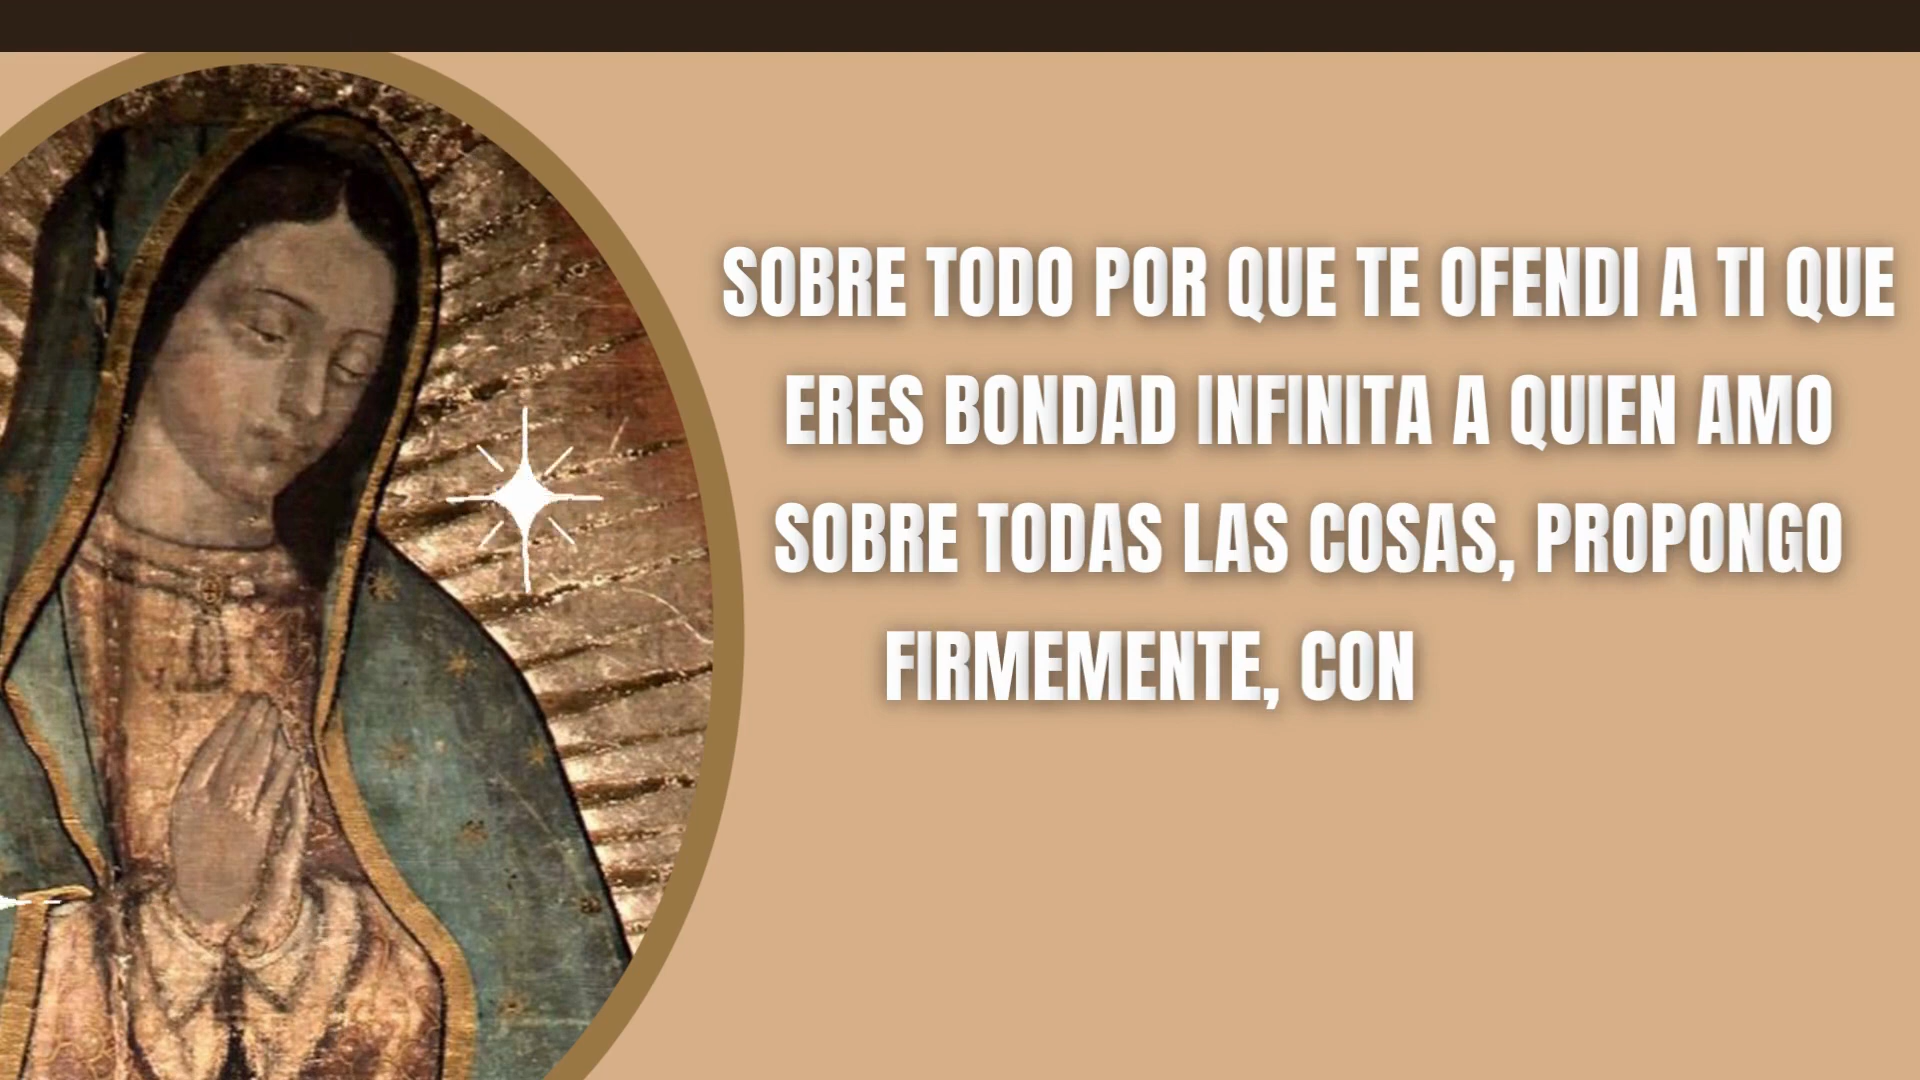 SOBRE TODO POR QUE TE OFENDI A TI QUE
ERES BONDAD INFINITA A QUIEN AMO
SOBRE TODAS LAS COSAS, PROPONGO
FIRMEMENTE, CON